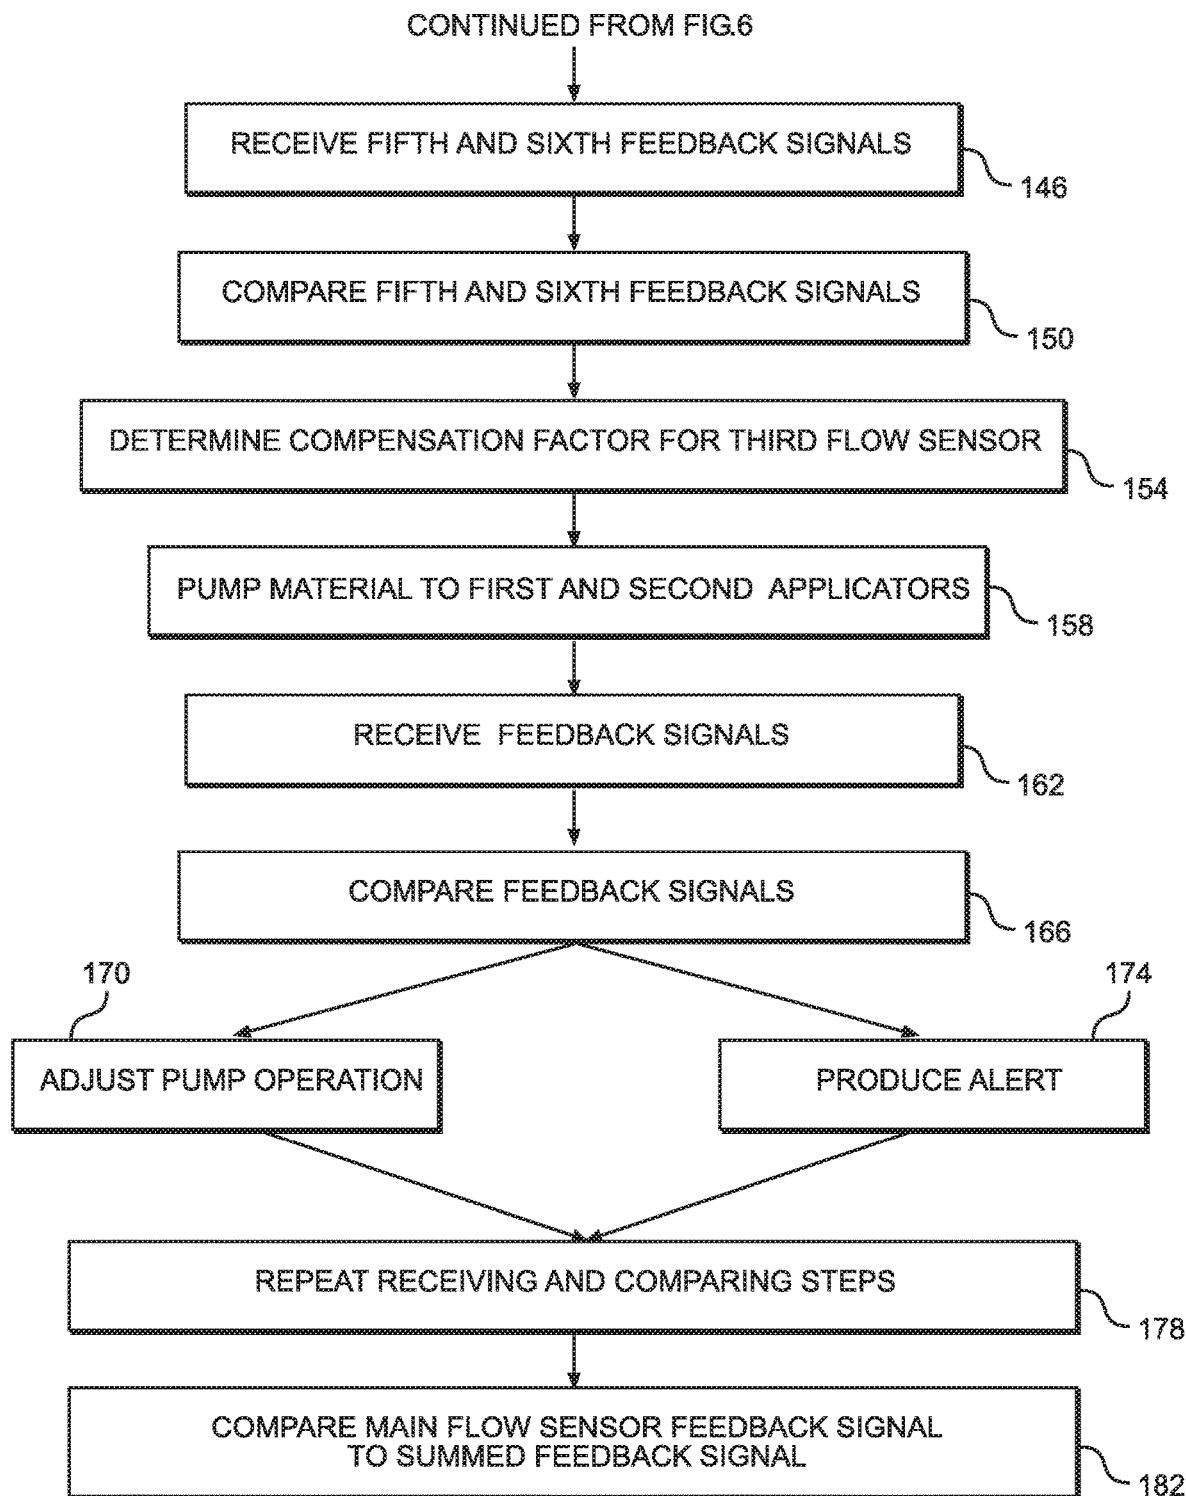 CONTINUED FROM FIG.6
RECEIVE FIFTH AND SIXTH FEEDBACK SIGNALS
146
COMPARE FIFTH AND SIXTH FEEDBACK SIGNALS
150
DETERMINE COMPENSATION FACTOR FOR THIRD FLOW SENSOR
154
PUMP MATERIAL TO FIRST AND SECOND APPLICATORS
158
RECEIVE FEEDBACK SIGNALS
162
COMPARE FEEDBACK SIGNALS
166
170
174
ADJUST PUMP OPERATION
PRODUCE ALERT
REPEAT RECEIVING AND COMPARING STEPS
178
COMPARE MAIN FLOW SENSOR FEEDBACK SIGNAL
TO SUMMED FEEDBACK SIGNAL
182